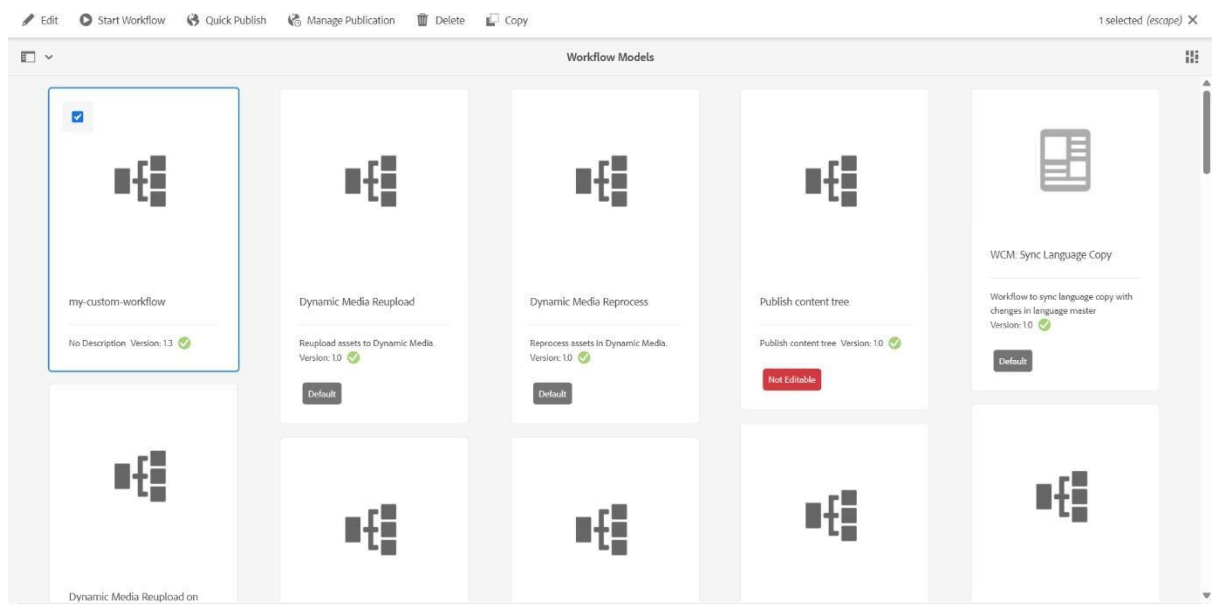 Edit Start Workflow Quick Publish Manage Publication Delete Copy 1 selected (escape)
Workflow Models
my-custom-workflow
No Description Version: 1.3
Dynamic Media Reupload
Reupload assets to Dynamic Media.
Version: 1.0
Default
Dynamic Media Reprocess
Reprocess assets in Dynamic Media.
Version: 1.0
Default
Publish content tree
Publish content tree Version: 1.0
Not Editable
WCM: Sync Language Copy
Workflow to sync language copy with
changes in language master
Version: 1.0
Default
Dynamic Media Reupload on